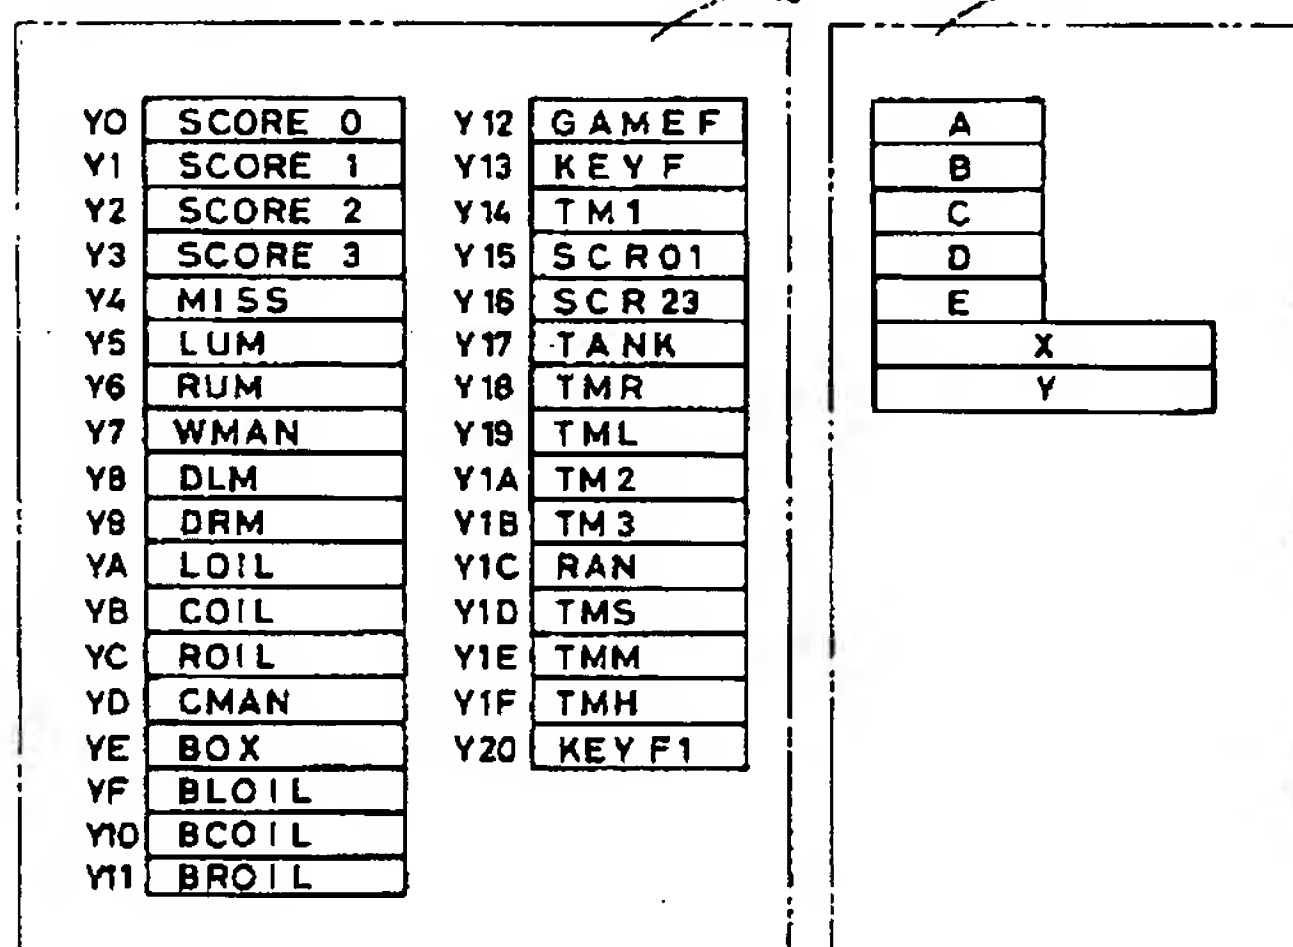 Y0 SCORE 0
Y1 SCORE 1
Y2 SCORE 2
Y3 SCORE 3
Y4 MISS
Y5 LUM
Y6 RUM
Y7 WMAN
Y8 DLM
Y9 DRM
YA LOIL
YB COIL
YC ROIL
YD CMAN
YE BOX
YF BLOIL
Y10 BCOIL
Y11 BROIL
Y12 GAMEF
Y13 KEYF
Y14 TM1
Y15 SCR01
Y16 SCR23
Y17 TANK
Y18 TMR
Y19 TML
Y1A TM2
Y1B TM3
Y1C RAN
Y1D TMS
Y1E TMM
Y1F TMH
Y20 KEYF1
A
B
C
D
E
X
Y